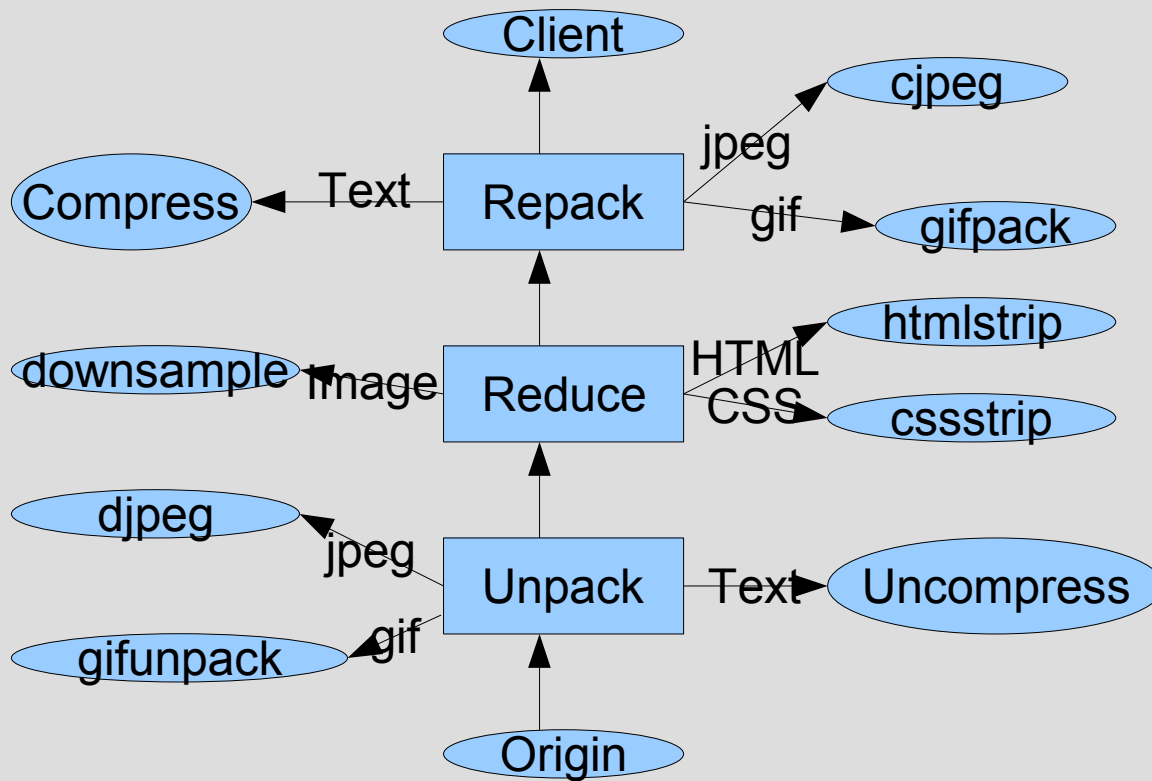 Client
cjpeg
jpeg
Compress
Text
Repack
gif
gifpack
htmlstrip
downsample
Image
Reduce
HTML
CSS
cssstrip
djpeg
jpeg
Unpack
Text
Uncompress
gif
gifunpack
Origin